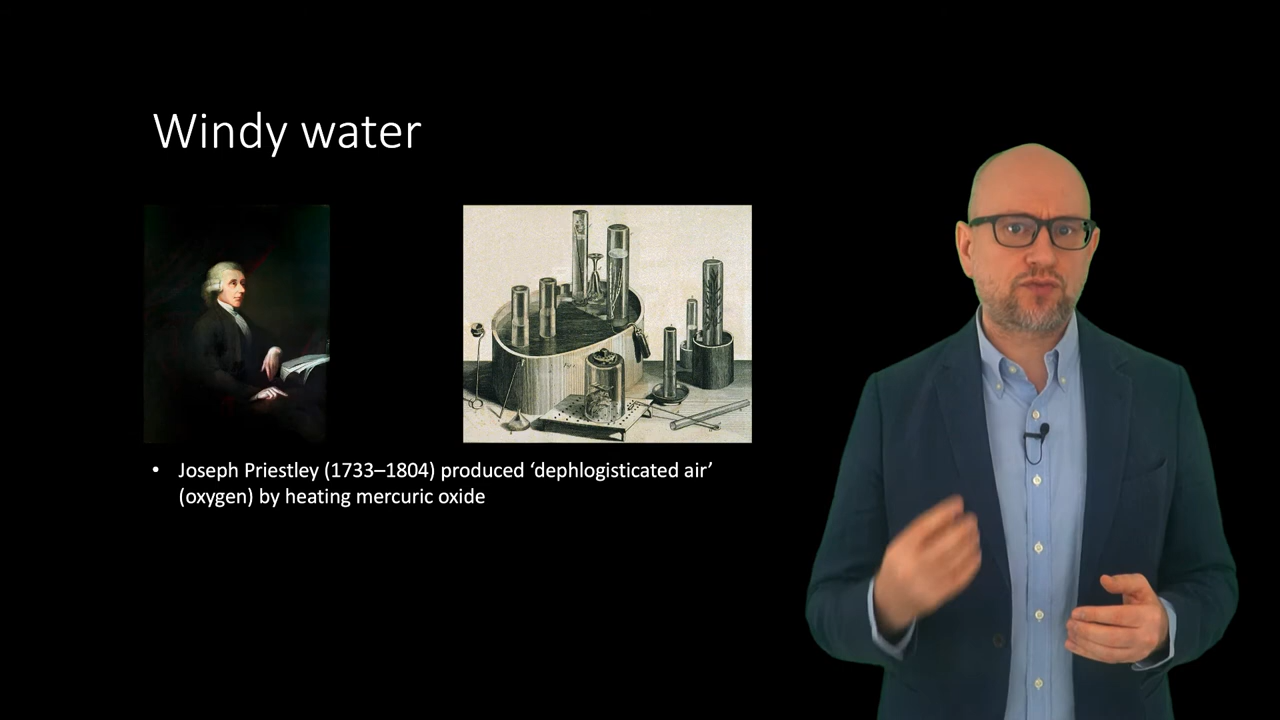 Windy water
• Joseph Priestley (1733–1804) produced ‘dephlogisticated air’
(oxygen) by heating mercuric oxide